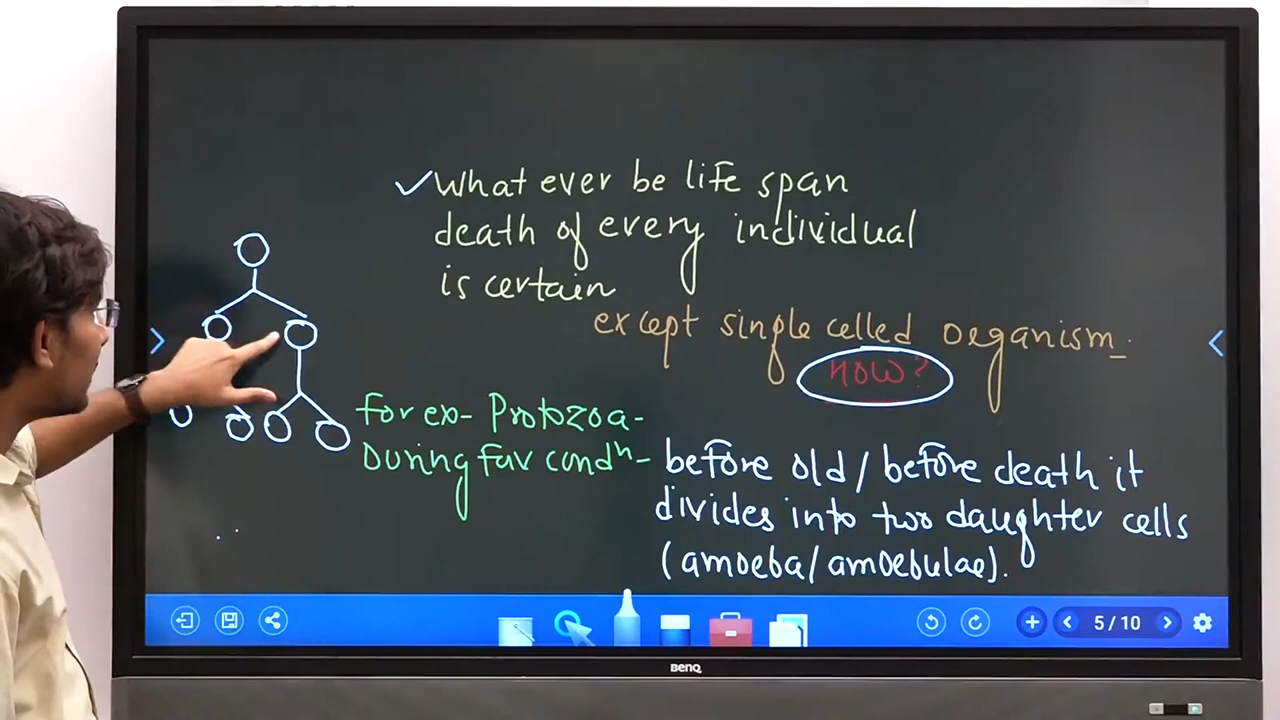 What ever be life span
death of every individual
is certain
except single celled organism.
HOW?
For ex- Protozoa-
During fav condⁿ-
before old / before death it
divides into two daughter cells
(amoeba/amoebulae).
5 / 10
BenQ